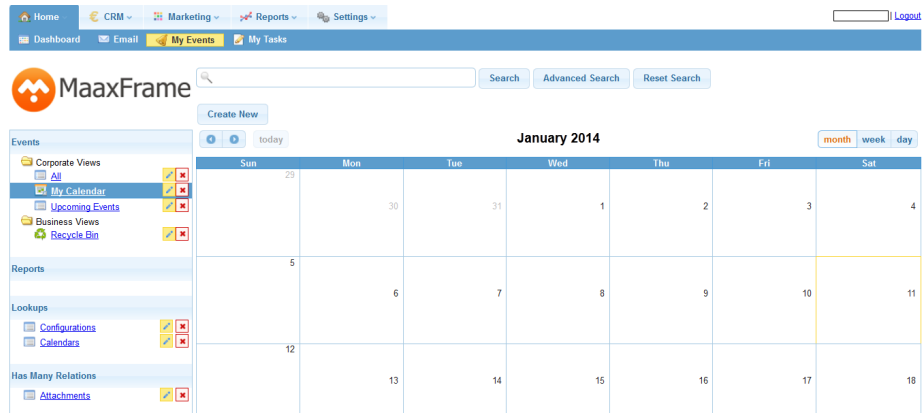 Home CRM Marketing Reports Settings | Logout
Dashboard Email My Events My Tasks
MaaxFrame
Search Advanced Search Reset Search
Create New
Events
Corporate Views
All
My Calendar
Upcoming Events
Business Views
Recycle Bin
Reports
Lookups
Configurations
Calendars
Has Many Relations
Attachments
today January 2014 month week day
Sun Mon Tue Wed Thu Fri Sat
29 30 31 1 2 3 4
5 6 7 8 9 10 11
12 13 14 15 16 17 18